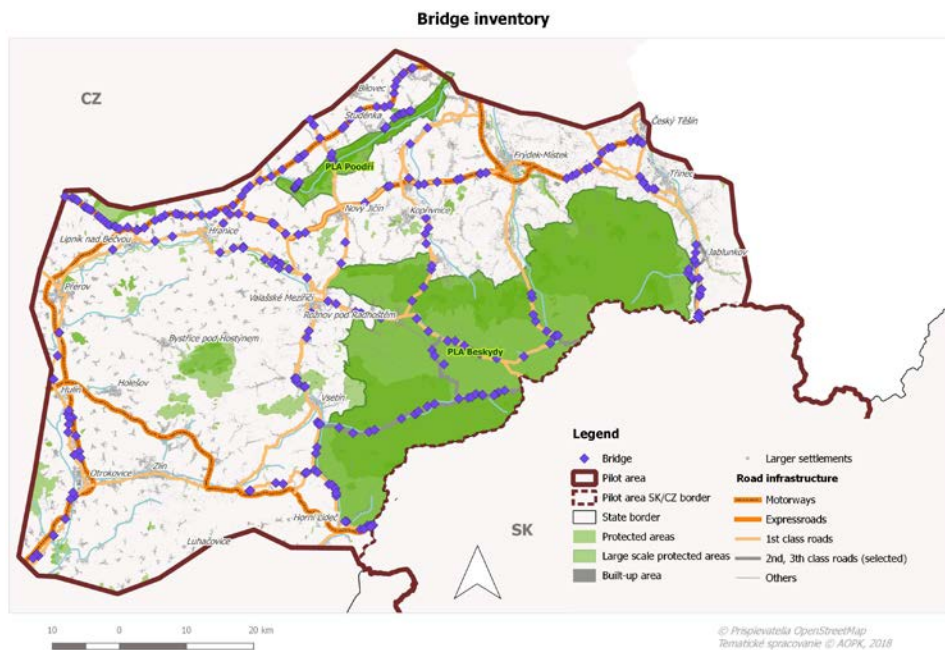 Bridge inventory
CZ
Bílovec
Studénka
Český Těšín
PLA Poodří
Frýdek-Místek
Třinec
Nový Jičín
Kopřivnice
Hranice
Lipník nad Bečvou
Jablunkov
Přerov
Valašské Meziříčí
Rožnov pod Radhoštěm
Bystřice pod Hostýnem
PLA Beskydy
Holešov
Hulín
Vsetín
Zlín
Otrokovice
Horní Lideč
Luhačovice
SK
Legend
Bridge
Pilot area
Pilot area SK/CZ border
State border
Protected areas
Large scale protected areas
Built-up area
Larger settlements
Road infrastructure
Motorways
Expressroads
1st class roads
2nd, 3th class roads (selected)
Others
10 0 10 20 km
© Prispievatelia OpenStreetMap
Tematické spracovanie © AOPK, 2018